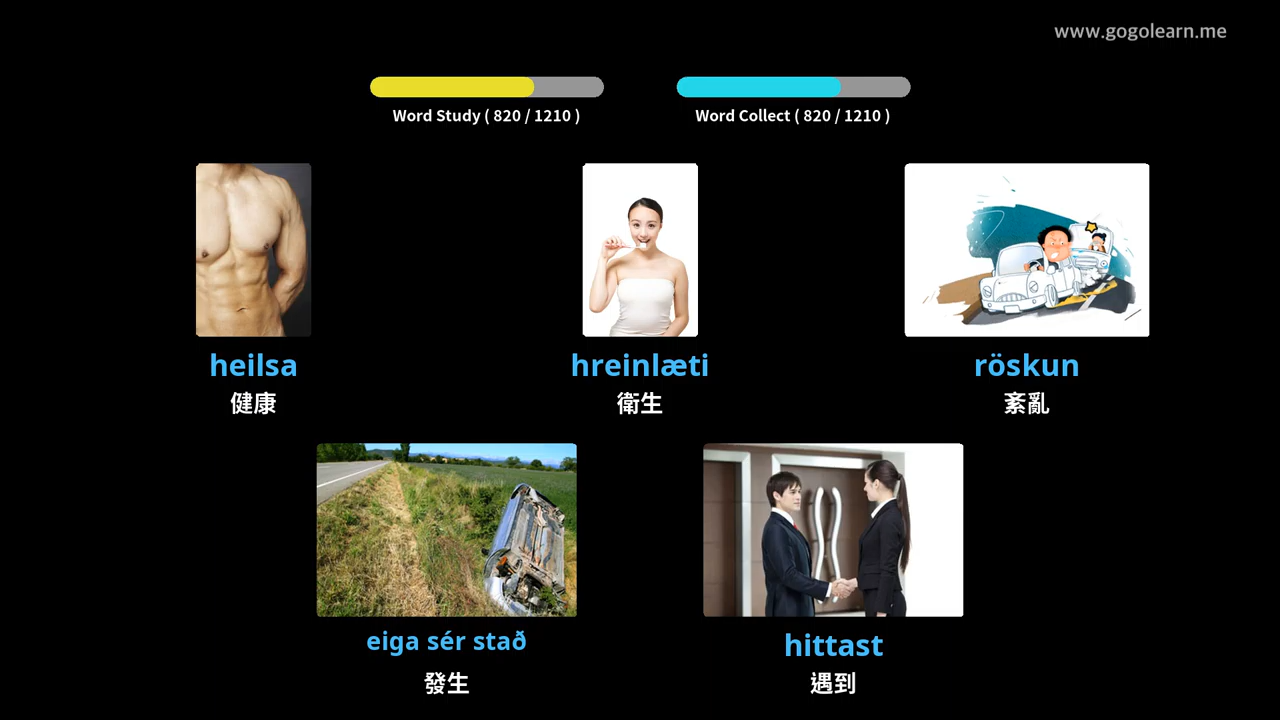 www.gogolearn.me
Word Study ( 820 / 1210 )
Word Collect ( 820 / 1210 )
heilsa
健康
hreinlæti
衛生
röskun
紊亂
eiga sér stað
發生
hittast
遇到